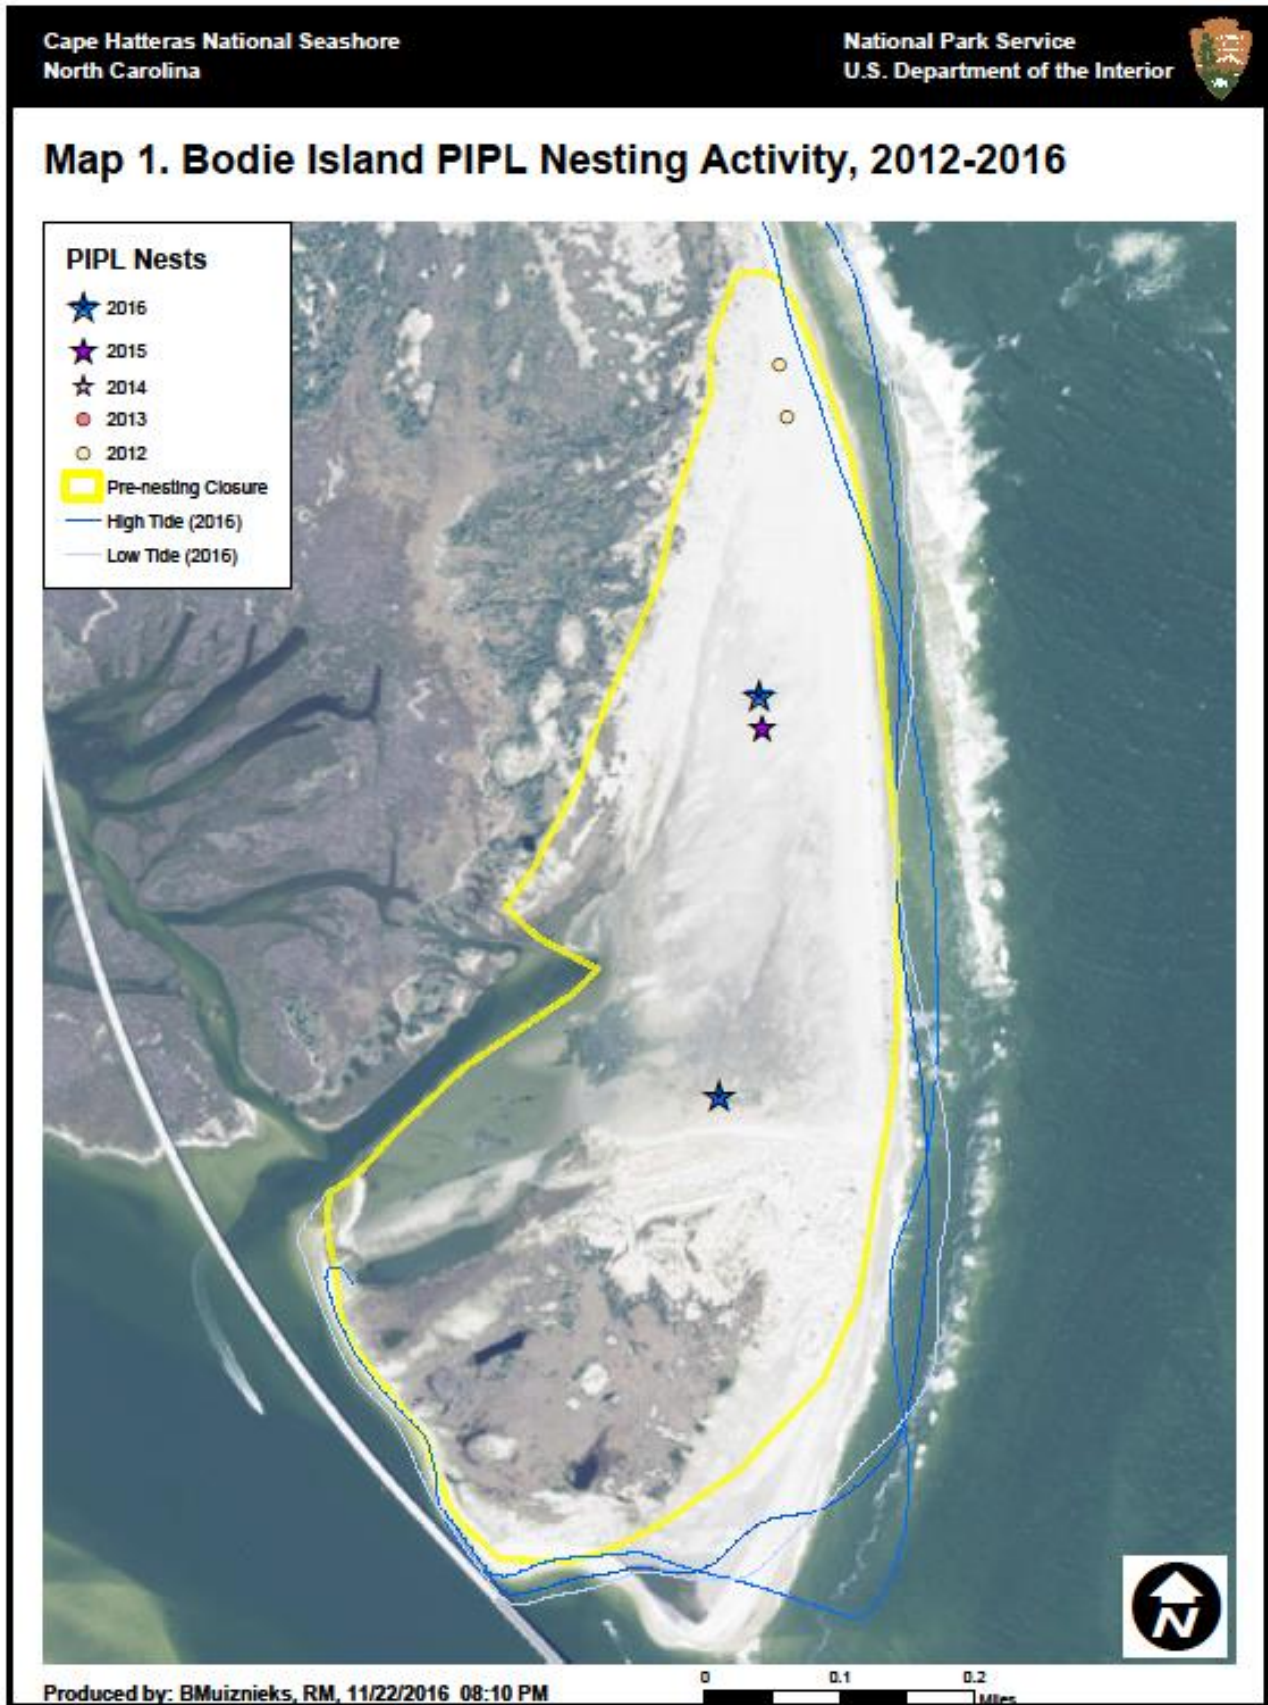 Cape Hatteras National Seashore
North Carolina
National Park Service
U.S. Department of the Interior
Map 1. Bodie Island PIPL Nesting Activity, 2012-2016
PIPL Nests
2016
2015
2014
2013
2012
Pre-nesting Closure
High Tide (2016)
Low Tide (2016)
N
Produced by: BMuiznieks, RM, 11/22/2016 08:10 PM
0 0.1 0.2
Miles